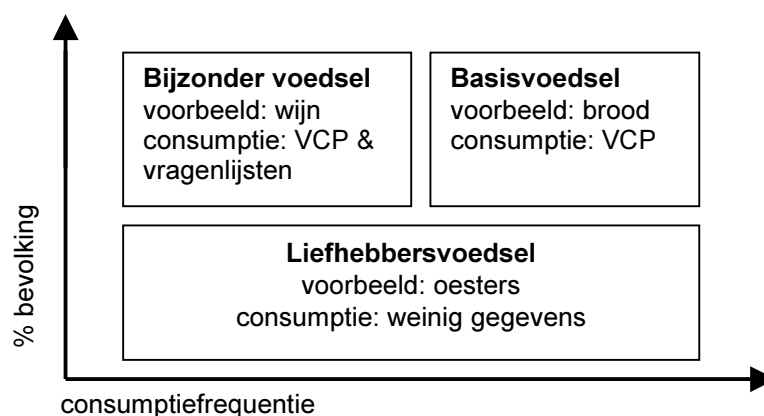 Bijzonder voedsel
voorbeeld: wijn
consumptie: VCP &
vragenlijsten
Basisvoedsel
voorbeeld: brood
consumptie: VCP
Liefhebbersvoedsel
voorbeeld: oesters
consumptie: weinig gegevens
% bevolking
consumptiefrequentie